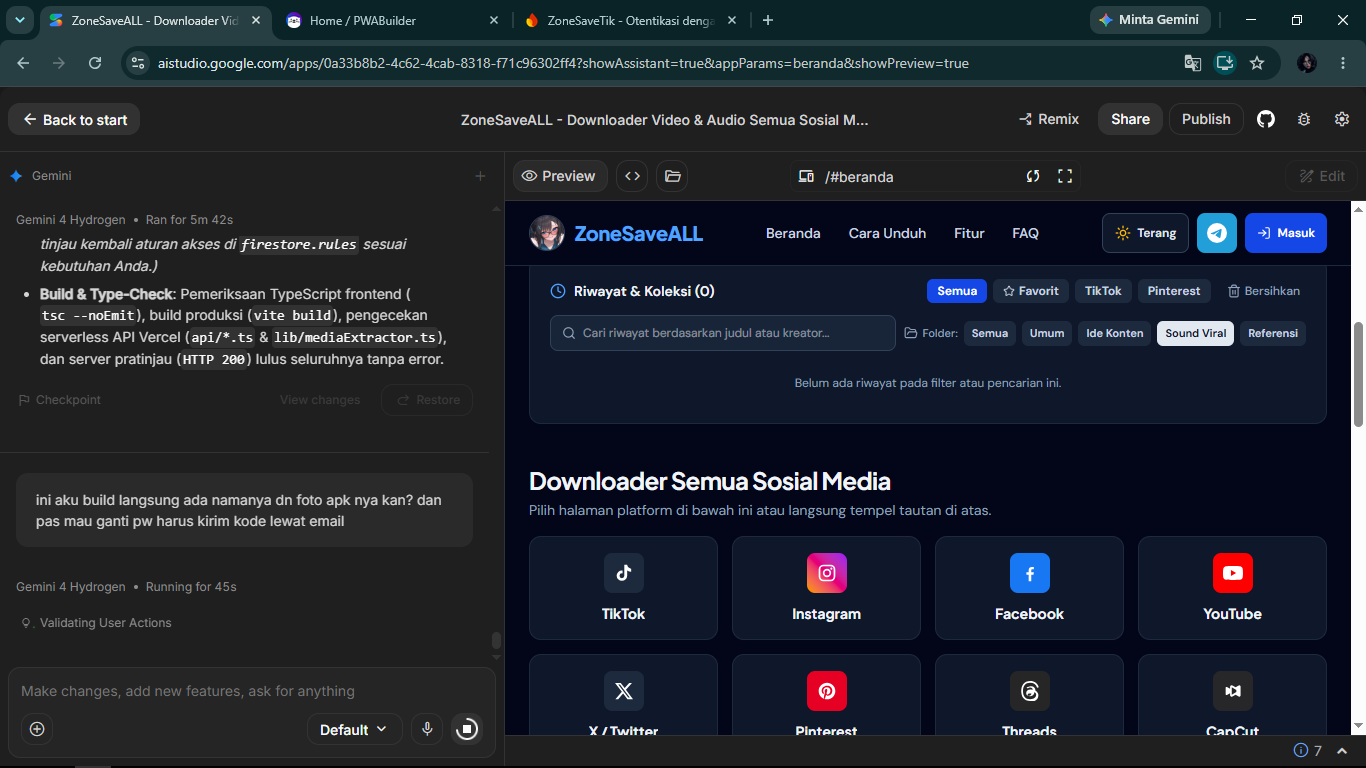 ZoneSaveALL - Downloader Vid
Home / PWABuilder
ZoneSaveTik - Otentikasi denga
Minta Gemini
aistudio.google.com/apps/0a33b8b2-4c62-4cab-8318-f71c96302ff4?showAssistant=true&appParams=beranda&showPreview=true
Back to start
ZoneSaveALL - Downloader Video & Audio Semua Sosial M...
Remix
Share
Publish
Gemini
Preview
/#beranda
Edit
Gemini 4 Hydrogen • Ran for 5m 42s
tinjau kembali aturan akses di firestore.rules sesuai
kebutuhan Anda.)
• Build & Type-Check: Pemeriksaan TypeScript frontend (
tsc --noEmit), build produksi (vite build), pengecekan
serverless API Vercel (api/*.ts & lib/mediaExtractor.ts),
dan server pratinjau (HTTP 200) lulus seluruhnya tanpa error.
Checkpoint
View changes
Restore
ini aku build langsung ada namanya dn foto apk nya kan? dan
pas mau ganti pw harus kirim kode lewat email
Gemini 4 Hydrogen • Running for 45s
Validating User Actions
Make changes, add new features, ask for anything
Default
ZoneSaveALL
Beranda
Cara Unduh
Fitur
FAQ
Terang
Masuk
Riwayat & Koleksi (0)
Semua
Favorit
TikTok
Pinterest
Bersihkan
Cari riwayat berdasarkan judul atau kreator...
Folder:
Semua
Umum
Ide Konten
Sound Viral
Referensi
Belum ada riwayat pada filter atau pencarian ini.
Downloader Semua Sosial Media
Pilih halaman platform di bawah ini atau langsung tempel tautan di atas.
TikTok
Instagram
Facebook
YouTube
X / Twitter
Pinterest
Threads
CapCut
7